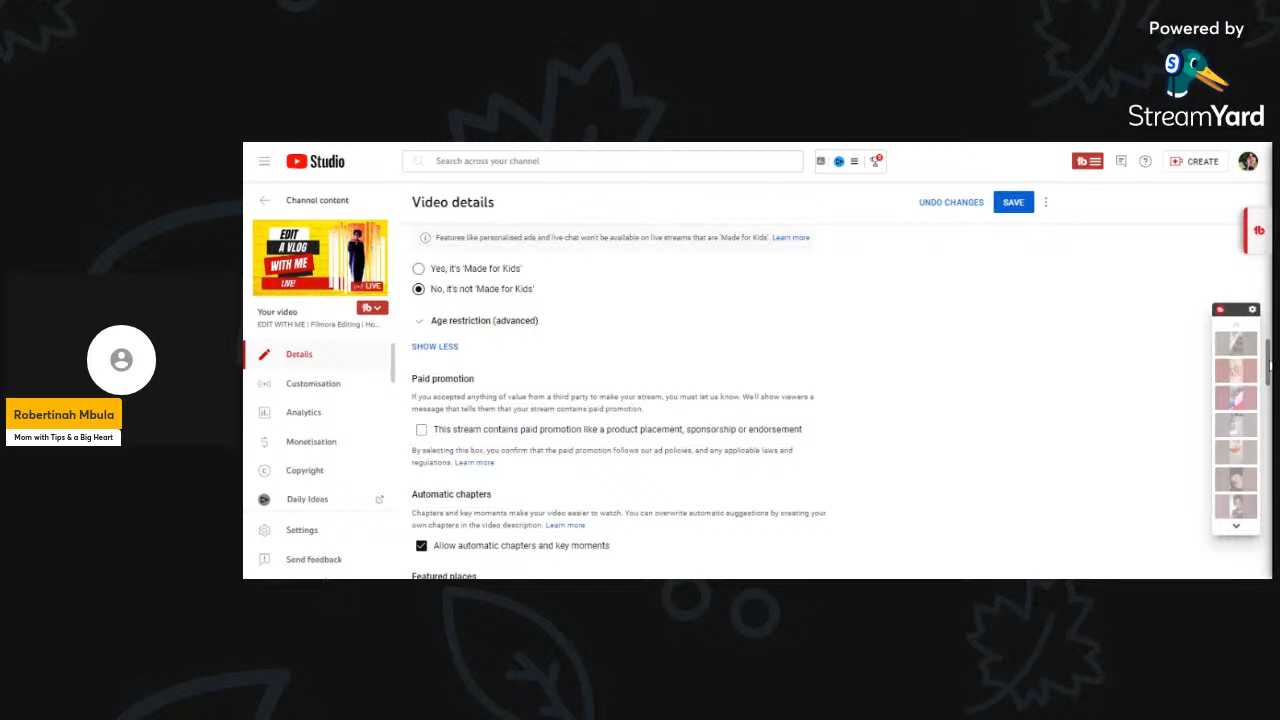 Powered by
StreamYard
Studio
Search across your channel
CREATE
Channel content
Video details
UNDO CHANGES
SAVE
EDIT
A VLOG
WITH ME
LIVE!
LIVE
Your video
EDIT WITH ME | Filmora Editing | Ho...
Details
Customisation
Analytics
Monetisation
Copyright
Daily Ideas
Settings
Send feedback
Features like personalised ads and live chat won't be available on live streams that are 'Made for Kids'. Learn more
Yes, it's 'Made for Kids'
No, it's not 'Made for Kids'
Age restriction (advanced)
SHOW LESS
Paid promotion
If you accepted anything of value from a third party to make your stream, you must let us know. We'll show viewers a
message that tells them that your stream contains paid promotion.
This stream contains paid promotion like a product placement, sponsorship or endorsement
By selecting this box, you confirm that the paid promotion follows our ad policies, and any applicable laws and
regulations. Learn more
Automatic chapters
Chapters and key moments make your video easier to watch. You can overwrite automatic suggestions by creating your
own chapters in the video description. Learn more
Allow automatic chapters and key moments
Featured places
Robertinah Mbula
Mom with Tips & a Big Heart